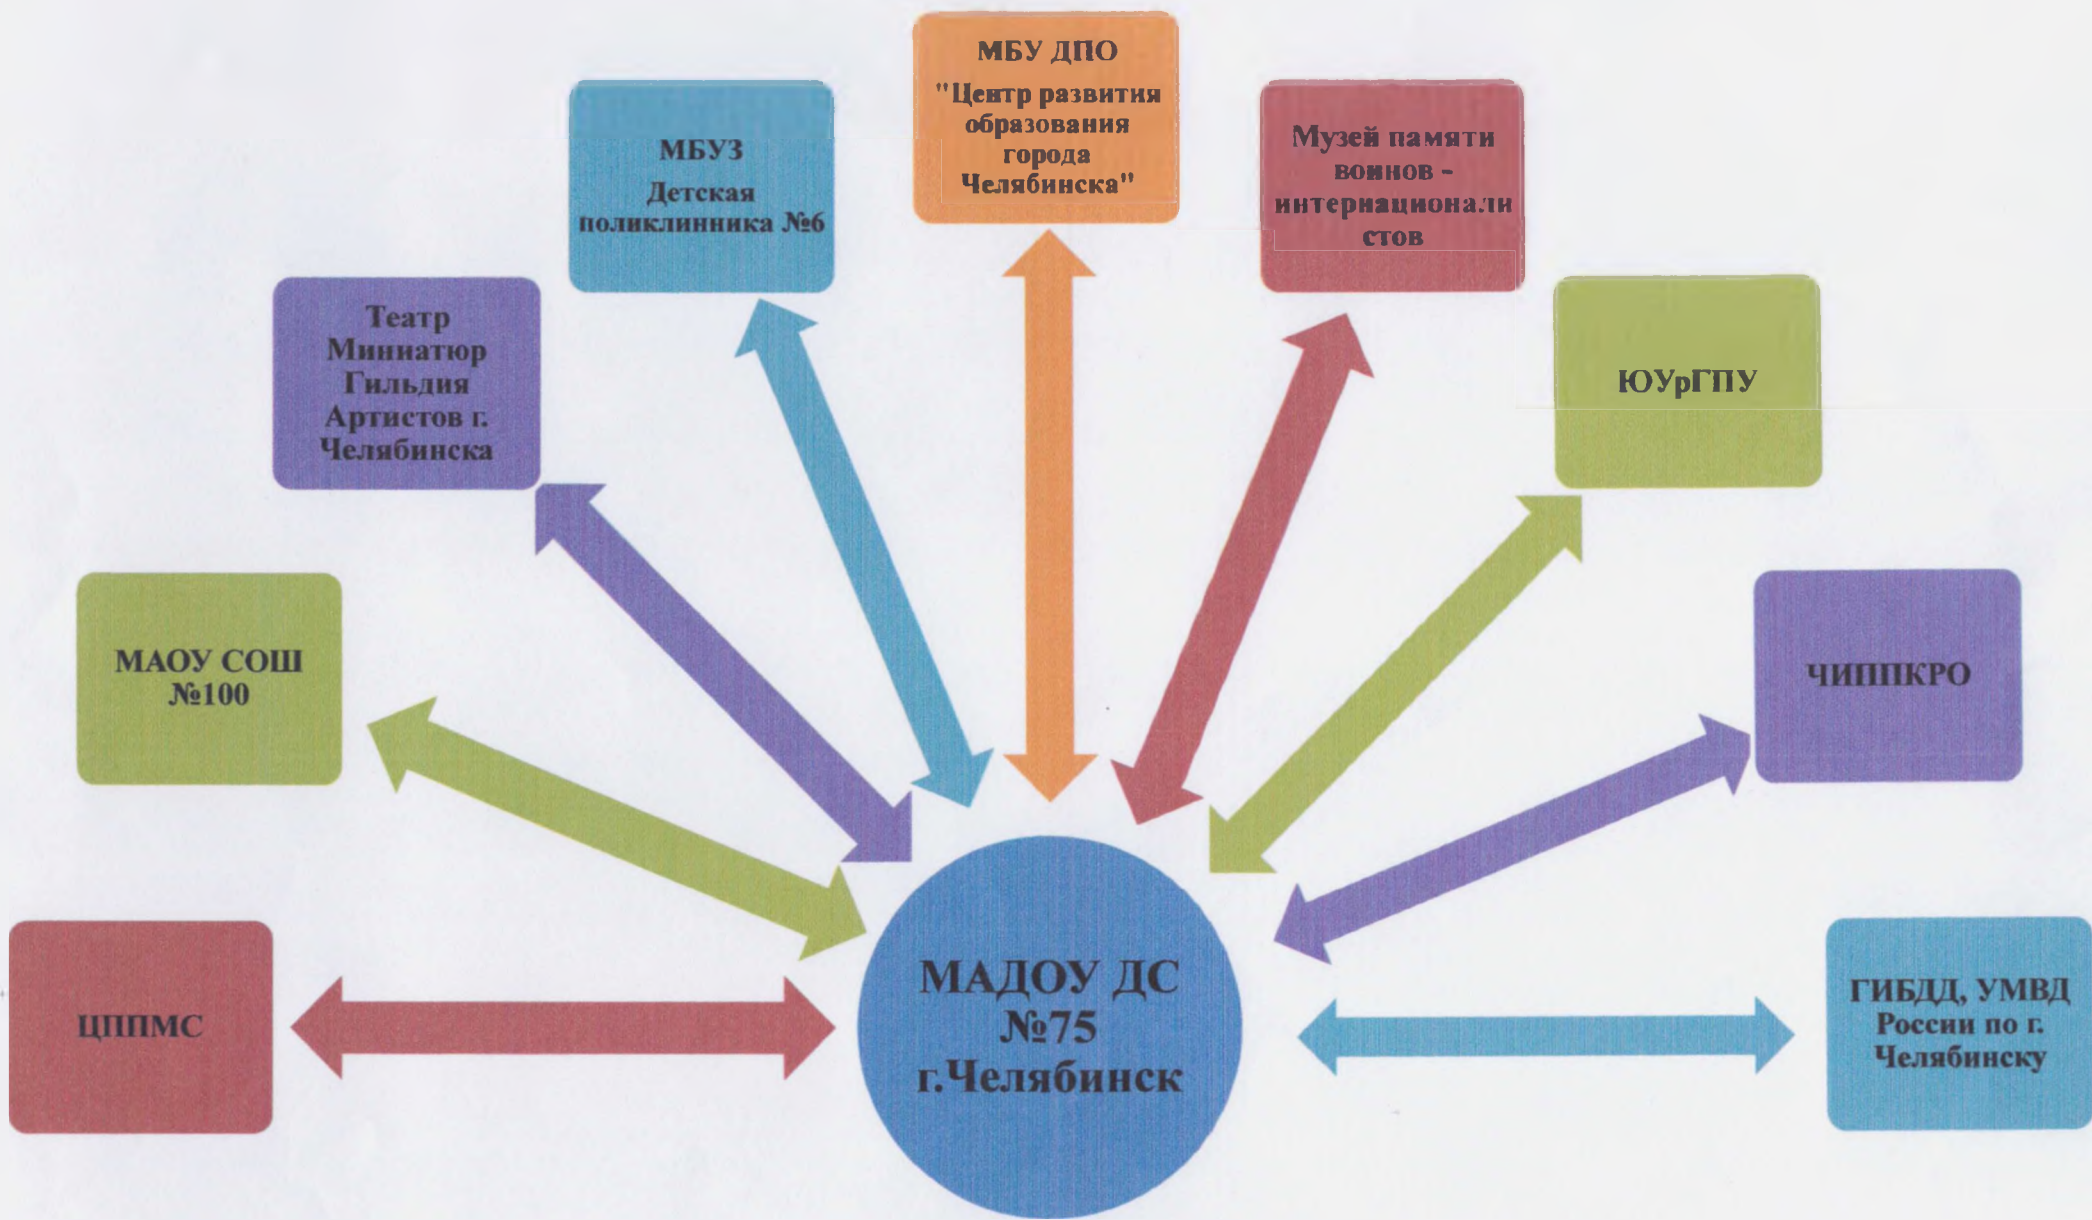 МБУ ДПО
"Центр развития
образования
города
Челябинска"
МБУЗ
Детская
поликлинника №6
Музей памяти
воинов -
интернационали
стов
Театр
Миниатюр
Гильдия
Артистов г.
Челябинска
ЮУрГПУ
МАОУ СОШ
№100
ЧИППКРО
ЦППМС
МАДОУ ДС
№75
г.Челябинск
ГИБДД, УМВД
России по г.
Челябинску